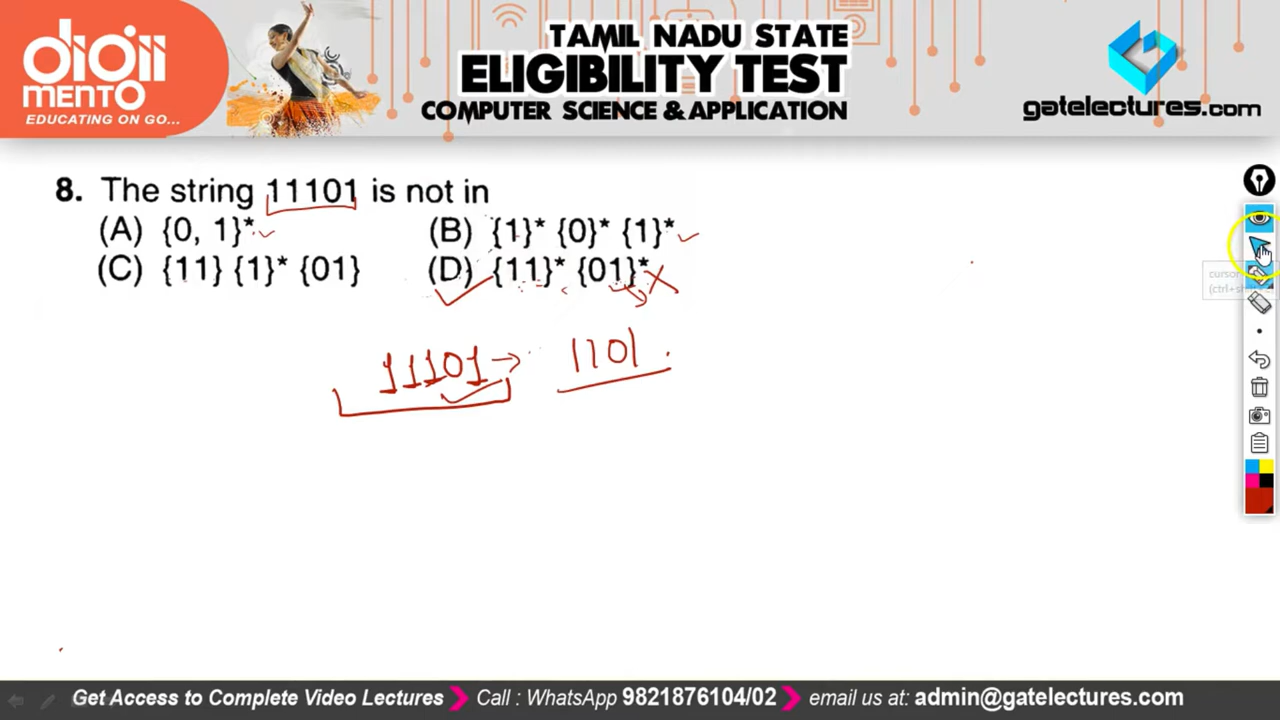 digii
MENTO
EDUCATING ON GO...
TAMIL NADU STATE
ELIGIBILITY TEST
COMPUTER SCIENCE & APPLICATION
gatelectures.com
8. The string 11101 is not in
(A) {0, 1}* (B) {1}* {0}* {1}*
(C) {11} {1}* {01} (D) {11}* {01}*
11101 → 1101
Get Access to Complete Video Lectures Call : WhatsApp 9821876104/02 email us at: admin@gatelectures.com